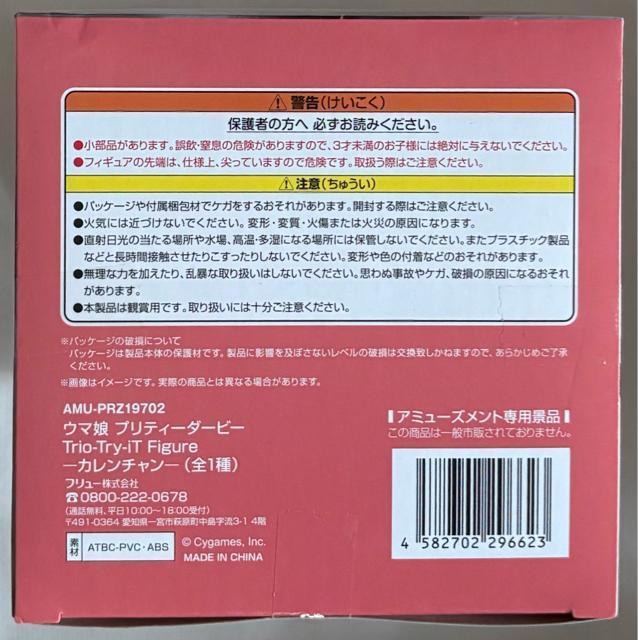 ⚠警告(けいこく)
保護者の方へ 必ずお読みください。
●小部品があります。誤飲・窒息の危険がありますので、3才未満のお子様には絶対に与えないでください。
●フィギュアの先端は、仕様上、尖っていますので危険です。取扱う際はご注意ください。
⚠注意(ちゅうい)
●パッケージや付属梱包材でケガをするおそれがあります。開封する際はご注意ください。
●火気には近づけないでください。変形・変質・火傷または火災の原因になります。
●直射日光の当たる場所や水場、高温・多湿になる場所には保管しないでください。またプラスチック製品
などと長時間接触させたりこすったりしないでください。変形や色の付着などのおそれがあります。
●無理な力を加えたり、乱暴な取り扱いはしないでください。思わぬ事故やケガ、破損の原因になるおそれ
があります。
●本製品は観賞用です。取り扱いには十分ご注意ください。
※パッケージの破損について
パッケージは製品本体の保護材です。製品に影響を及ぼさないレベルの破損は交換致しかねますので、あらかじめご了承
ください。
※画像はイメージです。実際の商品とは異なる場合があります。
AMU-PRZ19702
ウマ娘 プリティーダービー
Trio-Try-iT Figure
―カレンチャン―(全1種)
フリュー株式会社
☎0800-222-0678
(通話無料、平日10:00~18:00受付)
〒491-0364 愛知県一宮市萩原町中島字流3-1 4階
素材 ATBC-PVC・ABS
© Cygames, Inc.
MADE IN CHINA
アミューズメント専用景品
この商品は一般市販されておりません。
4 582702 296623